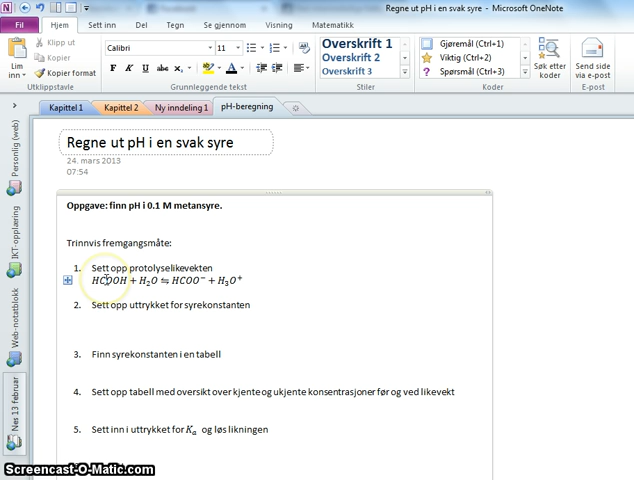 Regne ut pH i en svak syre - Microsoft OneNote
Fil Hjem Sett inn Del Tegn Se gjennom Visning Matematikk
Lim inn
Klipp ut
Kopier
Kopier format
Utklippstavle
Calibri 11
F K U abc x₂ ab A
Grunnleggende tekst
Overskrift 1
Overskrift 2
Overskrift 3
Stiler
Gjøremål (Ctrl+1)
Viktig (Ctrl+2)
Spørsmål (Ctrl+3)
Søk etter koder
Koder
Send side via e-post
E-post
Kapittel 1 Kapittel 2 Ny inndeling 1 pH-beregning
Personlig (web)
IKT-opplæring
Web-notatblokk
Nes 13 februar
Regne ut pH i en svak syre
24. mars 2013
07:54
Oppgave: finn pH i 0.1 M metansyre.
Trinnvis fremgangsmåte:
1. Sett opp protolyselikevekten
HCOOH + H₂O ⇋ HCOO⁻ + H₃O⁺
2. Sett opp uttrykket for syrekonstanten
3. Finn syrekonstanten i en tabell
4. Sett opp tabell med oversikt over kjente og ukjente konsentrasjoner før og ved likevekt
5. Sett inn i uttrykket for Kₐ og løs likningen
Screencast-O-Matic.com